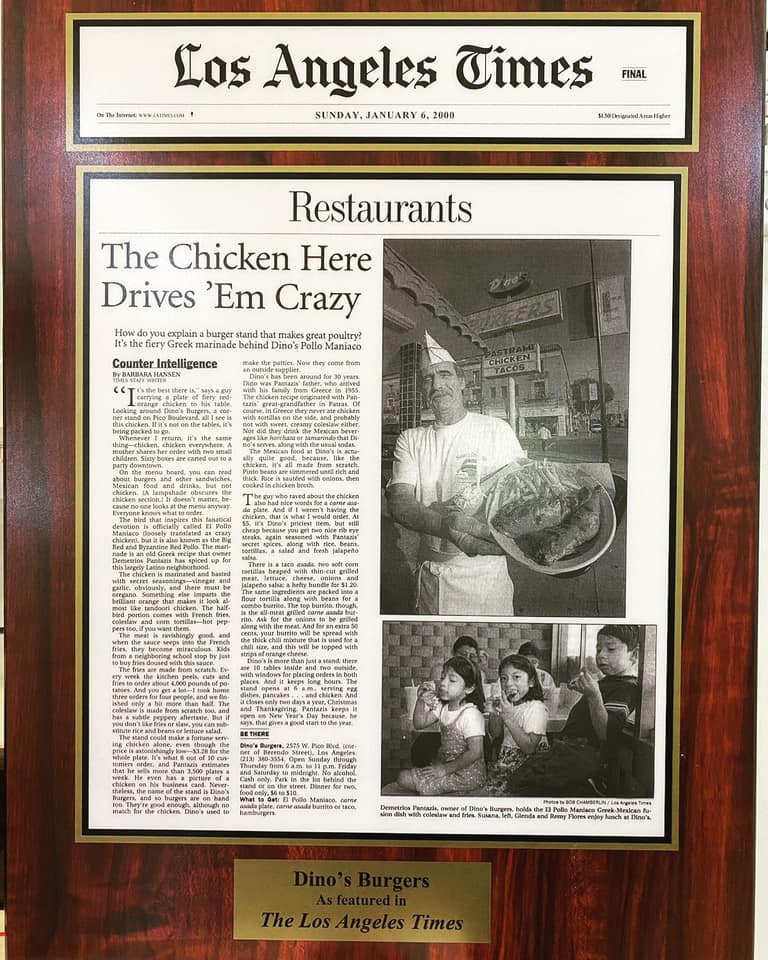 Los Angeles Times
FINAL
On The Internet: WWW.LATIMES.COM
SUNDAY, JANUARY 6, 2000
$1.50 Designated Areas Higher
Restaurants
The Chicken Here
Drives 'Em Crazy
How do you explain a burger stand that makes great poultry?
It's the fiery Greek marinade behind Dino's Pollo Maniaco
Counter Intelligence
By BARBARA HANSEN
TIMES STAFF WRITER
“It's the best there is,” says a guy
carrying a plate of fiery red-
orange chicken to his table.
Looking around Dino's Burgers, a cor-
ner stand on Pico Boulevard, all I see is
this chicken. If it's not on the tables, it's
being packed to go.
Whenever I return, it's the same
thing—chicken, chicken everywhere. A
mother shares her order with two small
children. Sixty boxes are carted out to a
party downtown.
On the menu board, you can read
about burgers and other sandwiches,
Mexican food and drinks, but not
chicken. (A lampshade obscures the
chicken section.) It doesn't matter, be-
cause no one looks at the menu anyway.
Everyone knows what to order.
The bird that inspires this fanatical
devotion is officially called El Pollo
Maniaco (loosely translated as crazy
chicken), but it is also known as the Big
Red and Byzantine Red Pollo. The mari-
nade is an old Greek recipe that owner
Demetrios Pantazis has spiced up for
this largely Latino neighborhood.
The chicken is marinated and basted
with secret seasonings—vinegar and
garlic, obviously, and there must be
oregano. Something else imparts the
brilliant orange that makes it look al-
most like tandoori chicken. The half-
bird portion comes with French fries,
coleslaw and corn tortillas—hot pep-
pers too, if you want them.
The meat is ravishingly good, and
when the sauce seeps into the French
fries, they become miraculous. Kids
from a neighboring school stop by just
to buy fries doused with this sauce.
The fries are made from scratch. Ev-
ery week the kitchen peels, cuts and
fries to order about 4,000 pounds of po-
tatoes. And you get a lot—I took home
three orders for four people, and we fin-
ished only a bit more than half. The
coleslaw is made from scratch too, and
has a subtle peppery aftertaste. But if
you don't like fries or slaw, you can sub-
stitute rice and beans or lettuce salad.
The stand could make a fortune serv-
ing chicken alone, even though the
price is astonishingly low—$3.28 for the
whole plate. It's what 8 out of 10 cus-
tomers order, and Pantazis estimates
that he sells more than 3,500 plates a
week. He even has a picture of a
chicken on his business card. Never-
theless, the name of the stand is Dino's
Burgers, and so burgers are on hand
too. They're good enough, although no
match for the chicken. Dino's used to
make the patties. Now they come from
an outside supplier.
Dino's has been around for 30 years.
Dino was Pantazis' father, who arrived
with his family from Greece in 1955.
The chicken recipe originated with Pan-
tazis' great-grandfather in Patras. Of
course, in Greece they never ate chicken
with tortillas on the side, and probably
not with sweet, creamy coleslaw either.
Nor did they drink the Mexican bever-
ages like horchata or tamarindo that Di-
no's serves, along with the usual sodas.
The Mexican food at Dino's is actu-
ally quite good, because, like the
chicken, it's all made from scratch.
Pinto beans are simmered until rich and
thick. Rice is sautéed with onions, then
cooked in chicken broth.
The guy who raved about the chicken
also had nice words for a carne asa-
da plate. And if I weren't having the
chicken, that is what I would order. At
$5, it's Dino's priciest item, but still
cheap because you get two nice rib eye
steaks, again seasoned with Pantazis'
secret spices, along with rice, beans,
tortillas, a salad and fresh jalapeño
salsa.
There is a taco asada, two soft corn
tortillas heaped with thin-cut grilled
meat, lettuce, cheese, onions and
jalapeño salsa; a hefty bundle for $1.20.
The same ingredients are packed into a
flour tortilla along with beans for a
combo burrito. The top burrito, though,
is the all-meat grilled carne asada bur-
rito. Ask for the onions to be grilled
along with the meat. And for an extra 50
cents, your burrito will be spread with
the thick chili mixture that is used for a
chili size, and this will be topped with
strips of orange cheese.
Dino's is more than just a stand; there
are 10 tables inside and two outside,
with windows for placing orders in both
places. And it keeps long hours. The
stand opens at 6 a.m., serving egg
dishes, pancakes . . . and chicken. And
it closes only two days a year, Christmas
and Thanksgiving. Pantazis keeps it
open on New Year's Day because, he
says, that gives a good start to the year.
BE THERE
Dino's Burgers, 2575 W. Pico Blvd. (cor-
ner of Berendo Street), Los Angeles.
(213) 380-3554. Open Sunday through
Thursday from 6 a.m. to 11 p.m. Friday
and Saturday to midnight. No alcohol.
Cash only. Park in the lot behind the
stand or on the street. Dinner for two,
food only, $6 to $10.
What to Get: El Pollo Maniaco, carne
asada plate, carne asada burrito or taco,
hamburgers.
Dino's
BURGERS
PASTRAMI
CHICKEN
TACOS
Photos by BOB CHAMBERLIN / Los Angeles Times
Demetrios Pantazis, owner of Dino's Burgers, holds the El Pollo Maniaco Greek-Mexican fu-
sion dish with coleslaw and fries. Susana, left, Glenda and Remy Flores enjoy lunch at Dino's.
Dino's Burgers
As featured in
The Los Angeles Times